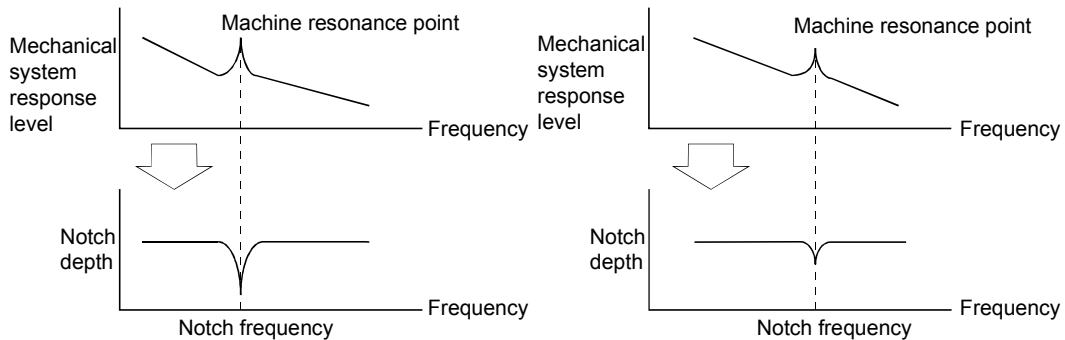 Machine resonance point
Mechanical
system
response
level
Frequency
Notch
depth
Frequency
Notch frequency
Machine resonance point
Mechanical
system
response
level
Frequency
Notch
depth
Frequency
Notch frequency